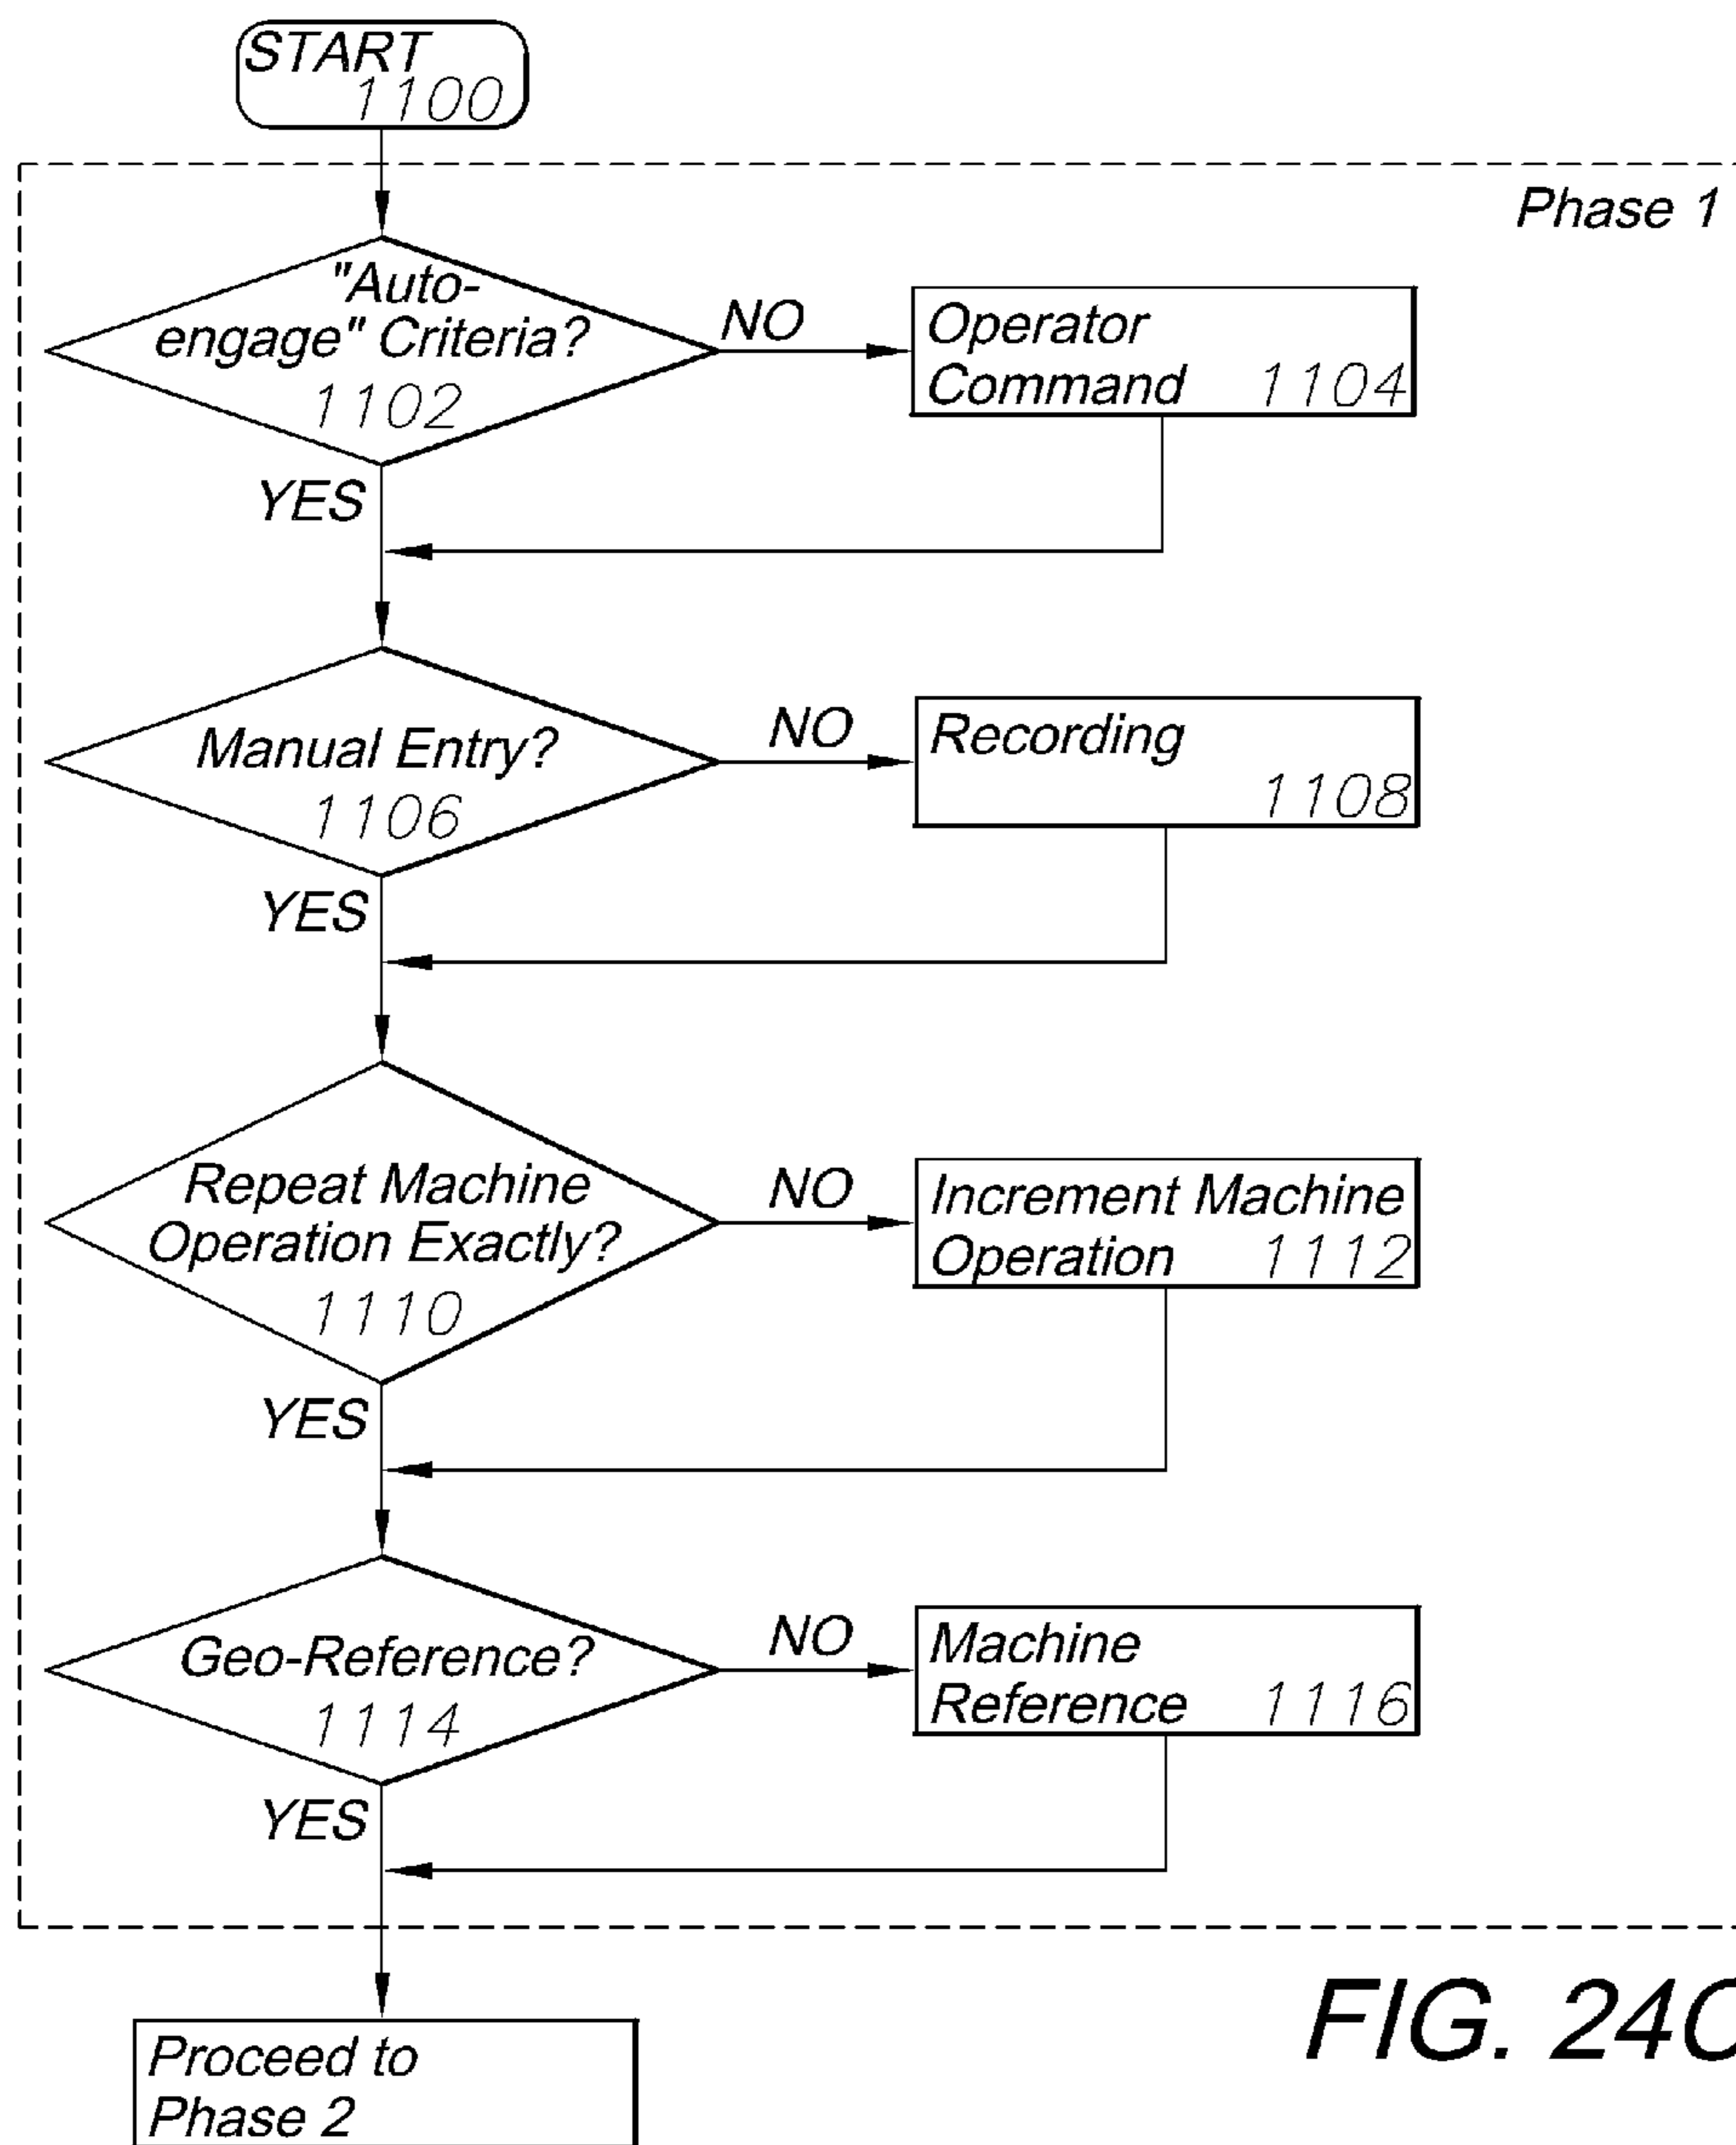 START
1100
Phase 1
"Auto-
engage" Criteria?
1102
NO
Operator
Command 1104
YES
Manual Entry?
1106
NO
Recording
1108
YES
Repeat Machine
Operation Exactly?
1110
NO
Increment Machine
Operation 1112
YES
Geo-Reference?
1114
NO
Machine
Reference 1116
YES
Proceed to
Phase 2
FIG. 24C